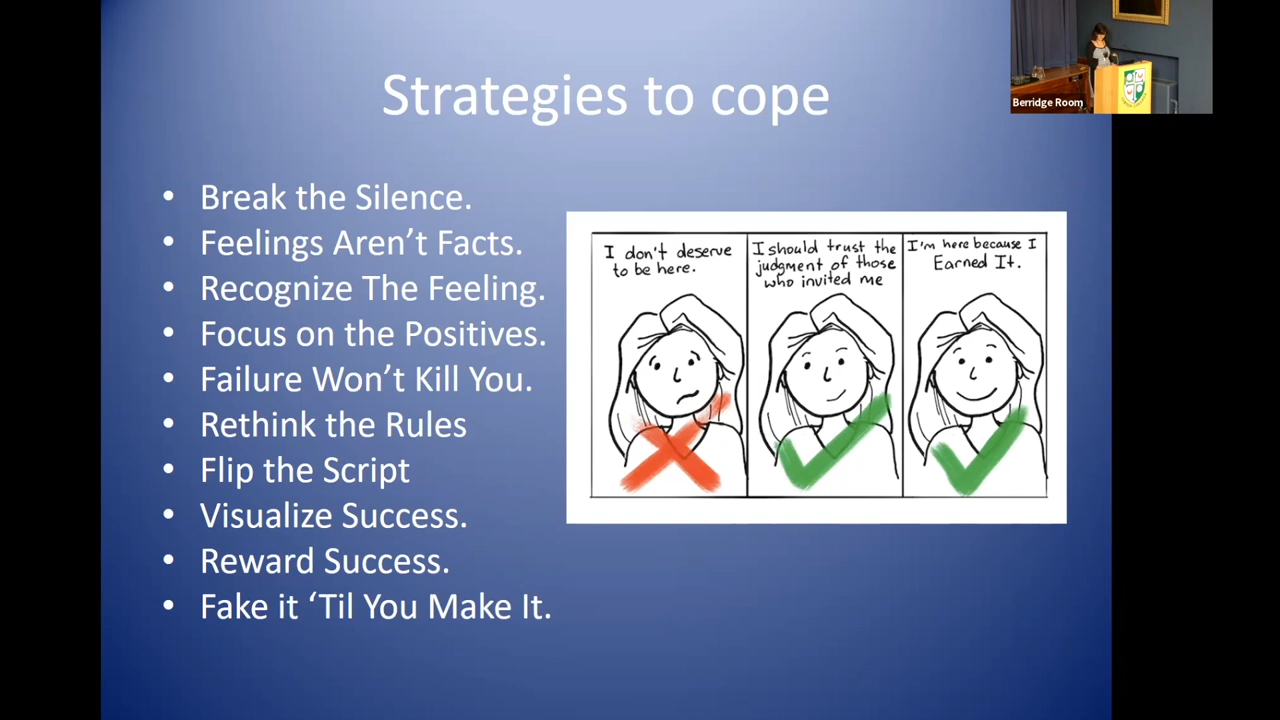 Strategies to cope
Berridge Room
• Break the Silence.
• Feelings Aren’t Facts.
• Recognize The Feeling.
• Focus on the Positives.
• Failure Won’t Kill You.
• Rethink the Rules
• Flip the Script
• Visualize Success.
• Reward Success.
• Fake it ‘Til You Make It.
I don't deserve
to be here.
I should trust the
judgment of those
who invited me
I'm here because I
Earned It.